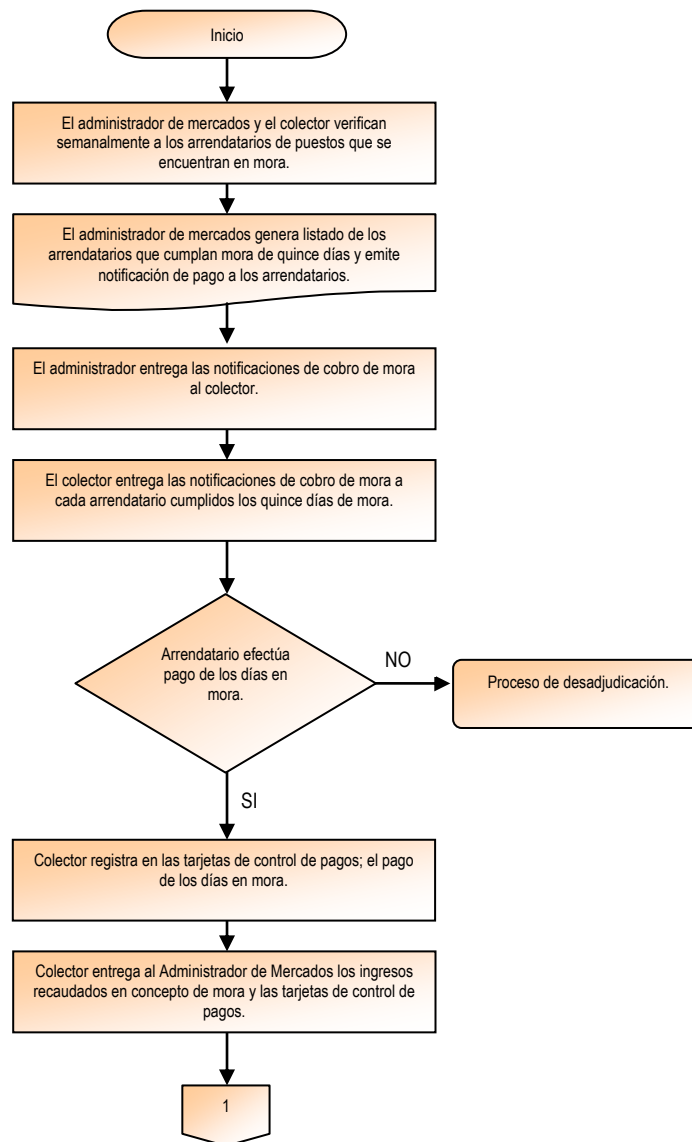 Inicio
El administrador de mercados y el colector verifican
semanalmente a los arrendatarios de puestos que se
encuentran en mora.
El administrador de mercados genera listado de los
arrendatarios que cumplan mora de quince días y emite
notificación de pago a los arrendatarios.
El administrador entrega las notificaciones de cobro de mora
al colector.
El colector entrega las notificaciones de cobro de mora a
cada arrendatario cumplidos los quince días de mora.
Arrendatario efectúa
pago de los días en
mora.
NO
Proceso de desadjudicación.
SI
Colector registra en las tarjetas de control de pagos; el pago
de los días en mora.
Colector entrega al Administrador de Mercados los ingresos
recaudados en concepto de mora y las tarjetas de control de
pagos.
1